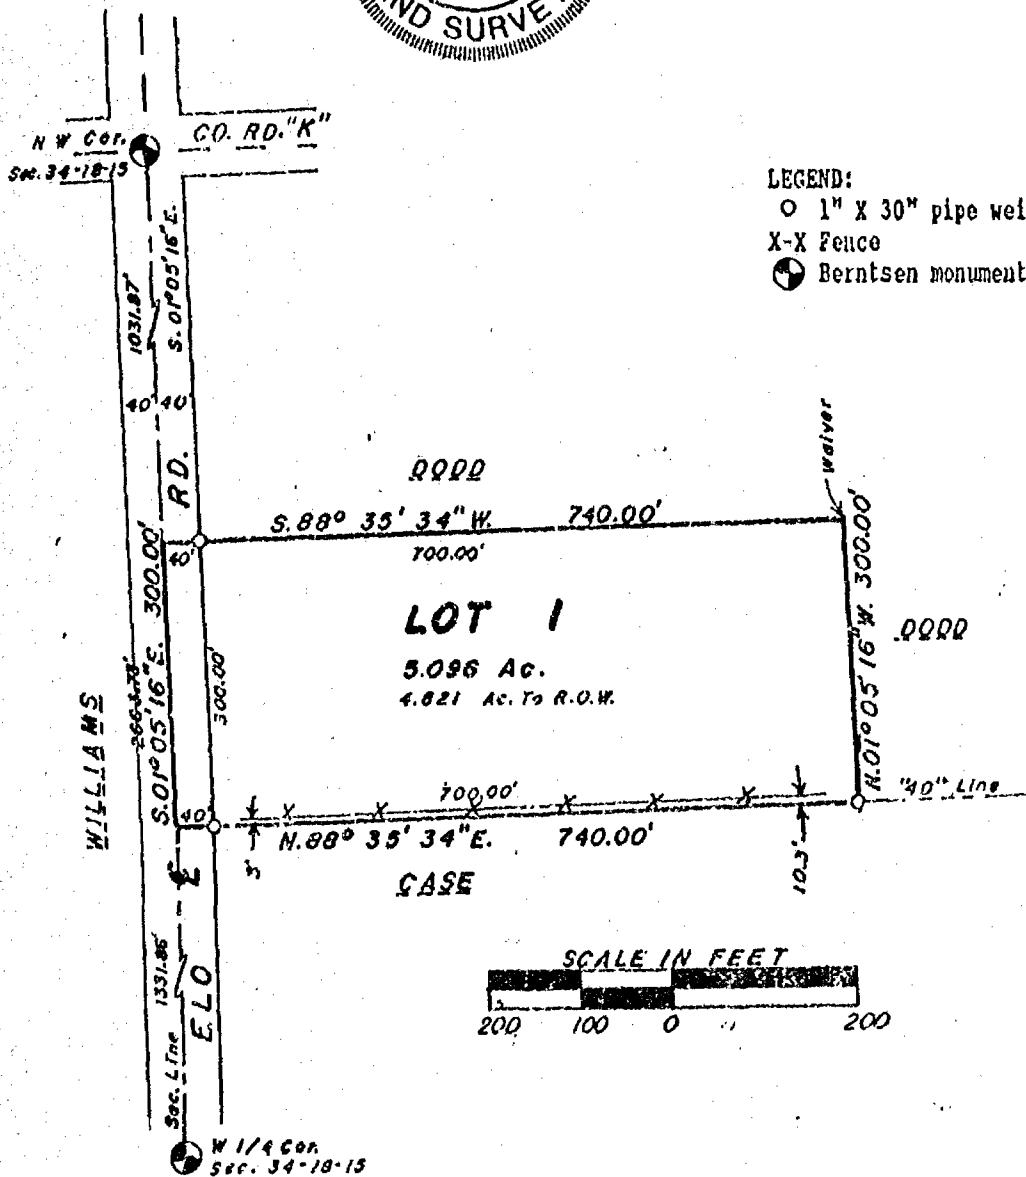 ND SURVE
N W Cor.
Sec. 34-18-15
CO. RD. "K"
LEGEND:
O 1" X 30" pipe wei
X-X Fence
Berntsen monument
1031.87'
S. 01° 05' 16" E.
40' 40'
RD.
waiver
S. 88° 35' 34" W. 740.00'
40'
700.00'
LOT 1
5.096 Ac.
4.821 Ac. To R.O.W.
S. 01° 05' 16" E. 300.00'
300.00'
N. 01° 05' 16" W. 300.00'
WILLIAMS
"40" Line
700.00'
X X X X X X
40'
N. 88° 35' 34" E. 740.00'
3'
10.3'
CASE
ELO
1331.86'
Sec. Line
SCALE IN FEET
200 100 0 200
W 1/4 Cor.
Sec. 34-18-15